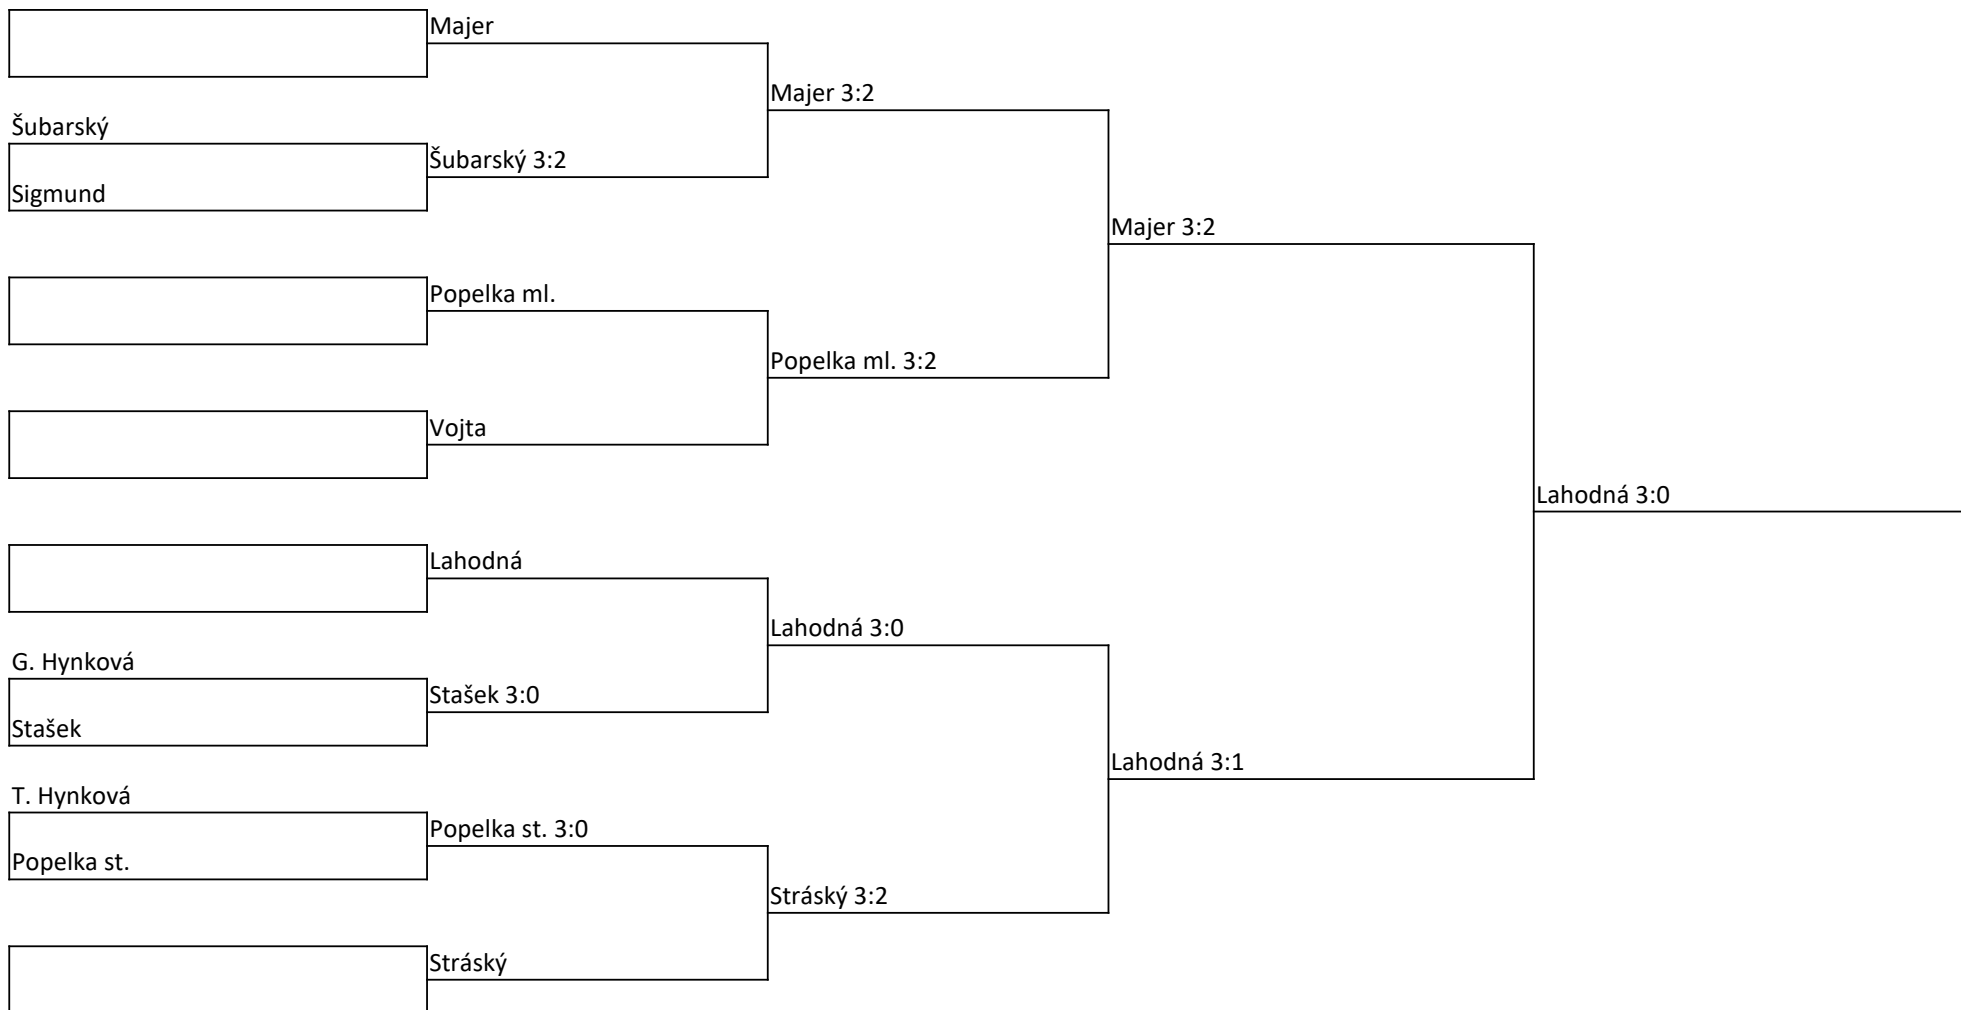 Majer
Majer 3:2
Šubarský
Šubarský 3:2
Sigmund
Majer 3:2
Popelka ml.
Popelka ml. 3:2
Vojta
Lahodná 3:0
Lahodná
Lahodná 3:0
G. Hynková
Stašek 3:0
Stašek
Lahodná 3:1
T. Hynková
Popelka st. 3:0
Popelka st.
Stráský 3:2
Stráský